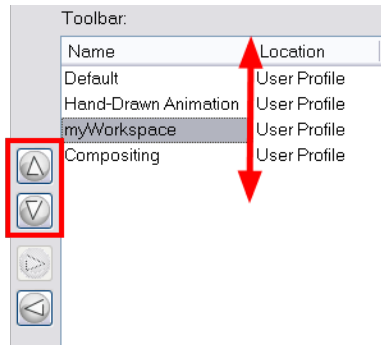 Toolbar:
Name Location
Default User Profile
Hand-Drawn Animation User Profile
myWorkspace User Profile
Compositing User Profile